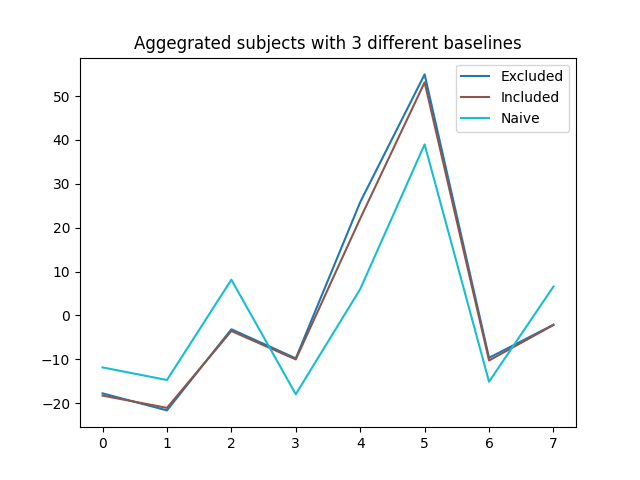 Aggegrated subjects with 3 different baselines
Excluded
Included
Naive
50
40
30
20
10
0
−10
−20
0 1 2 3 4 5 6 7